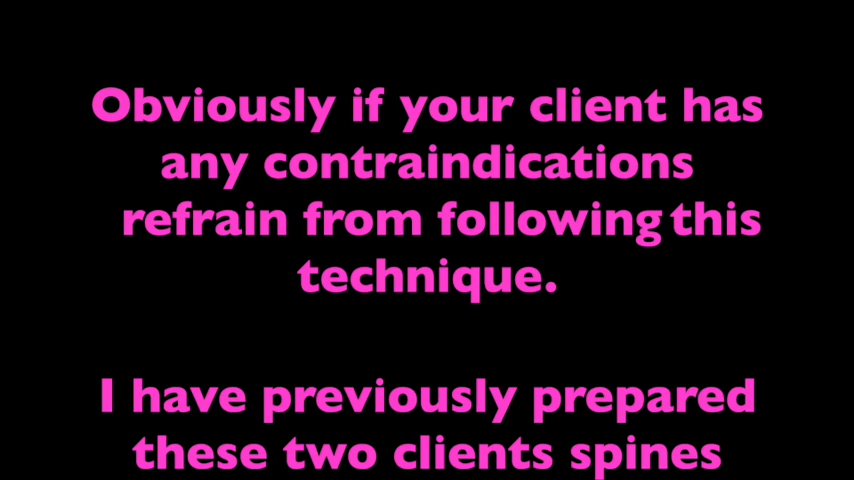 Obviously if your client has
any contraindications
refrain from following this
technique.
I have previously prepared
these two clients spines